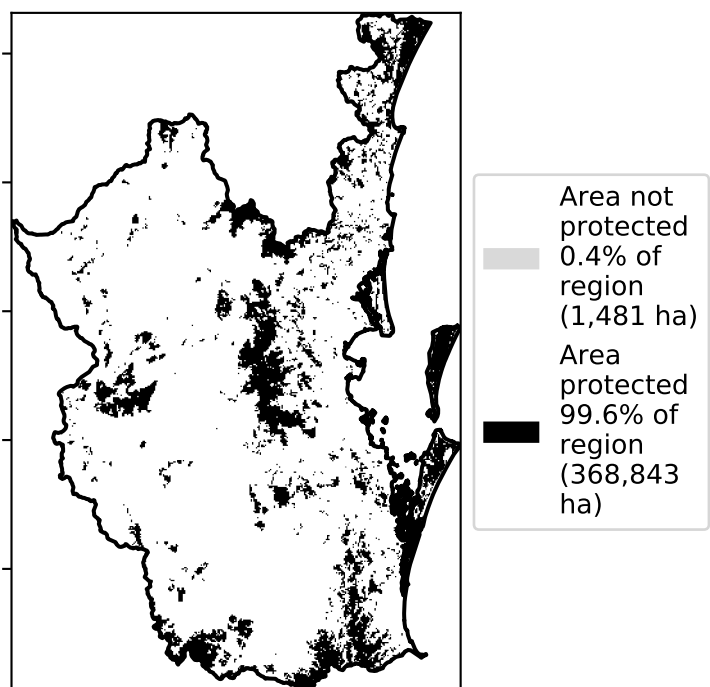 Area not
protected
0.4% of
region
(1,481 ha)
Area
protected
99.6% of
region
(368,843
ha)